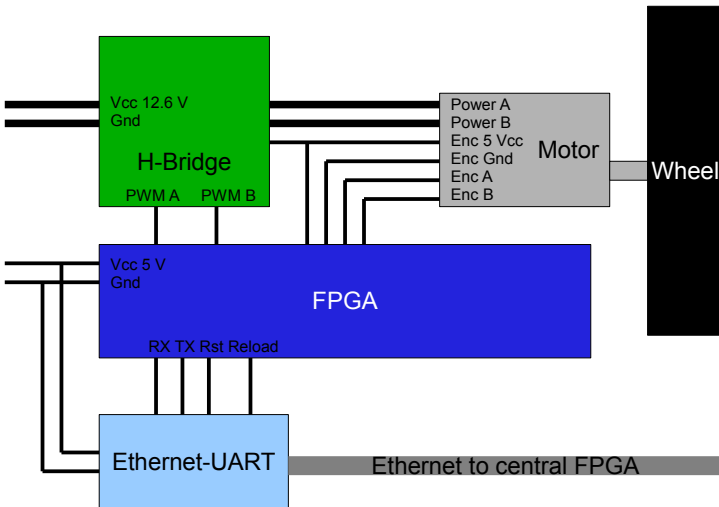 Vcc 12.6 V
Gnd
H-Bridge
PWM A PWM B
Power A
Power B
Enc 5 Vcc
Enc Gnd
Enc A
Enc B
Motor
Wheel
Vcc 5 V
Gnd
FPGA
RX TX Rst Reload
Ethernet-UART
Ethernet to central FPGA